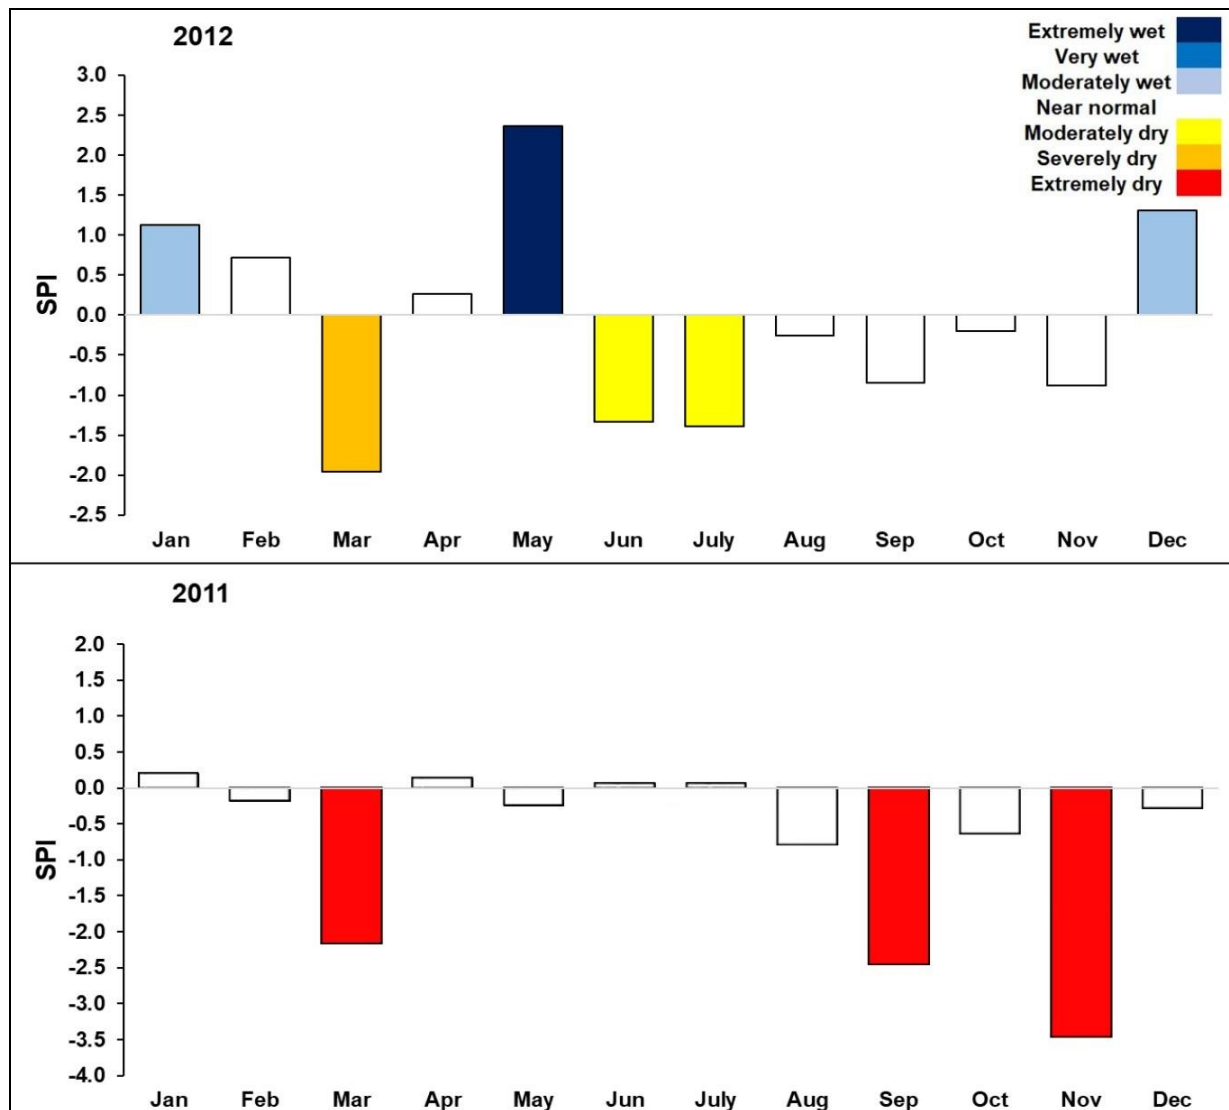 2012
Extremely wet
Very wet
Moderately wet
Near normal
Moderately dry
Severely dry
Extremely dry
3.0
2.5
2.0
1.5
1.0
0.5
0.0
-0.5
-1.0
-1.5
-2.0
-2.5
SPI
Jan Feb Mar Apr May Jun July Aug Sep Oct Nov Dec
2011
2.0
1.5
1.0
0.5
0.0
-0.5
-1.0
-1.5
-2.0
-2.5
-3.0
-3.5
-4.0
SPI
Jan Feb Mar Apr May Jun July Aug Sep Oct Nov Dec